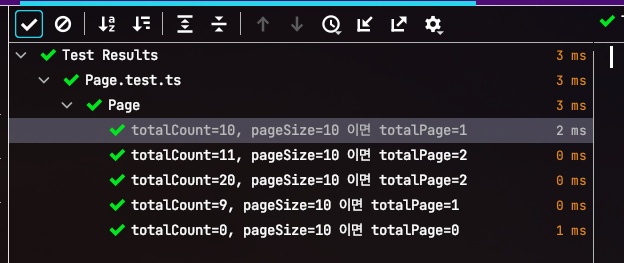 Test Results 3 ms
Page.test.ts 3 ms
Page 3 ms
totalCount=10, pageSize=10 이면 totalPage=1 2 ms
totalCount=11, pageSize=10 이면 totalPage=2 0 ms
totalCount=20, pageSize=10 이면 totalPage=2 0 ms
totalCount=9, pageSize=10 이면 totalPage=1 0 ms
totalCount=0, pageSize=10 이면 totalPage=0 1 ms